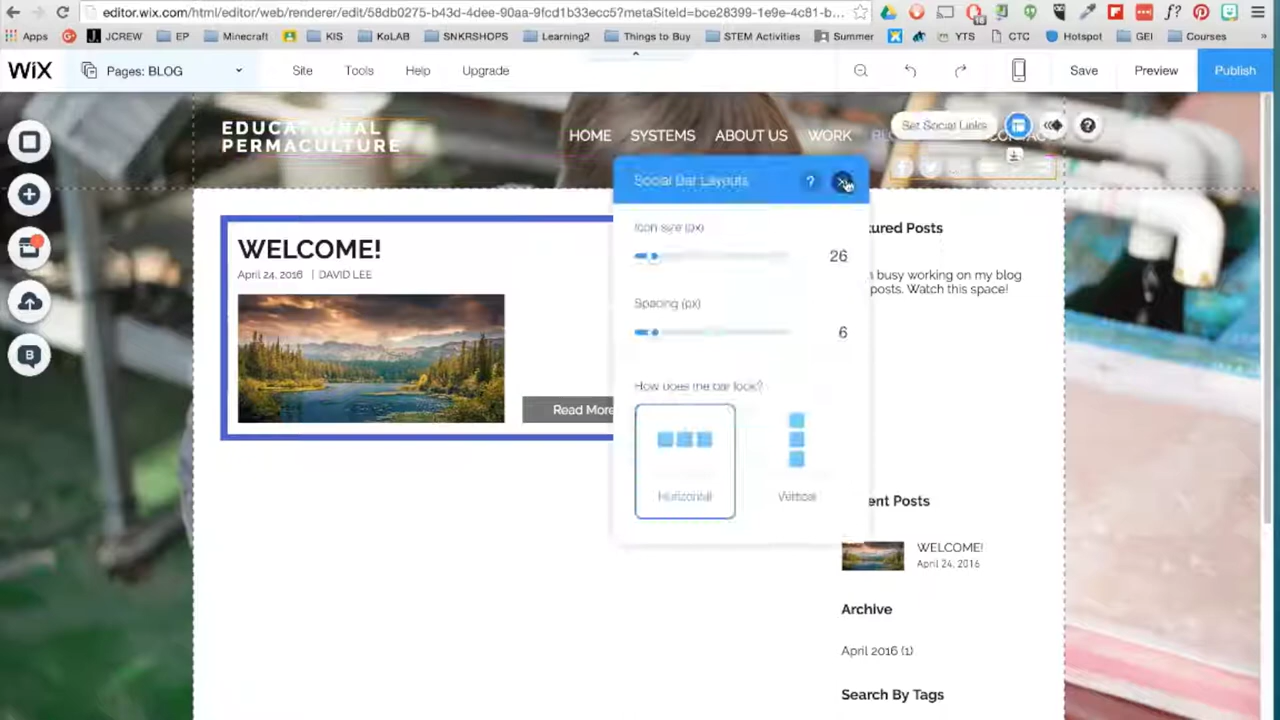 editor.wix.com/html/editor/web/renderer/edit/58db0275-b43d-4dee-90aa-9fcd1b33ecc5?metaSiteId=bce28399-1e9e-4c81-b...
Apps JCREW EP Minecraft KIS KoLAB SNKRSHOPS Learning2 Things to Buy STEM Activities Summer YTS CTC Hotspot GEI Courses »
WiX Pages: BLOG Site Tools Help Upgrade Save Preview Publish
EDUCATIONAL
PERMACULTURE
HOME SYSTEMS ABOUT US WORK
Set Social Links
Social Bar Layouts ?
Icon size (px)
26
Spacing (px)
6
How does the bar look?
Horizontal Vertical
WELCOME!
April 24, 2016 | DAVID LEE
Read More
tured Posts
busy working on my blog
posts. Watch this space!
ent Posts
WELCOME!
April 24, 2016
Archive
April 2016 (1)
Search By Tags